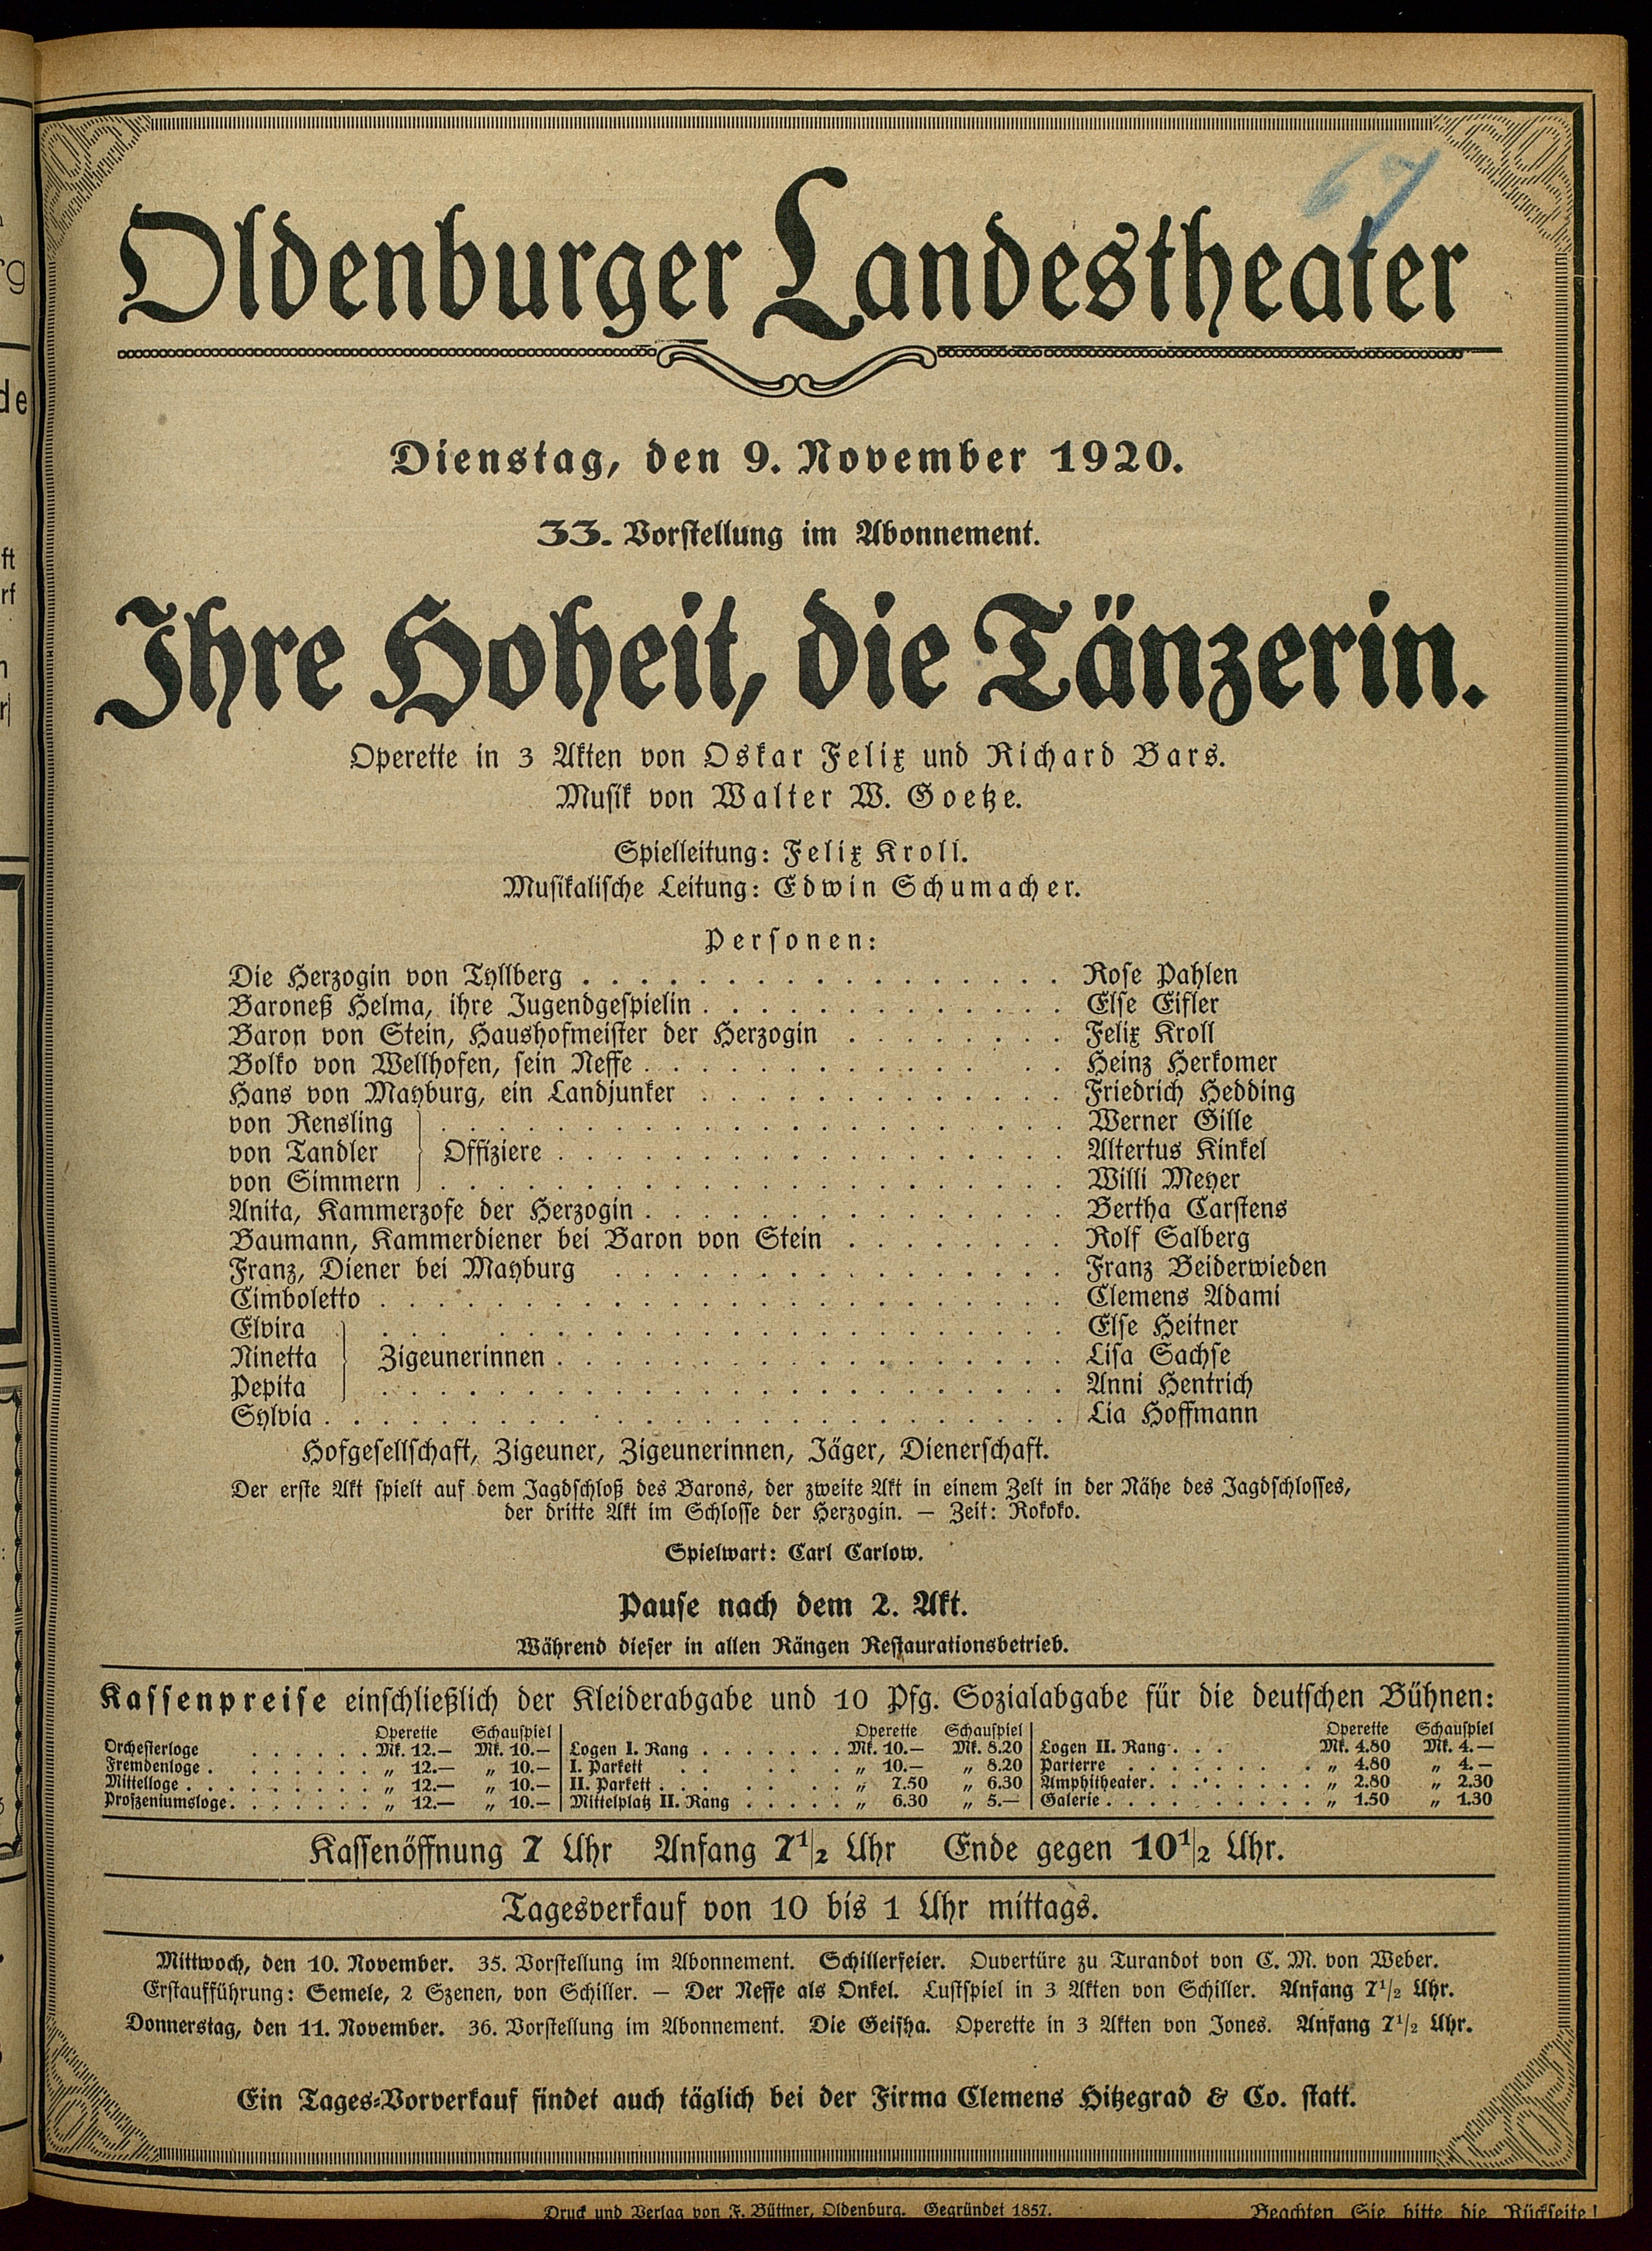 67
Oldenburger Landestheater
Dienstag, den 9. November 1920.
33. Vorstellung im Abonnement.
Ihre Hoheit, die Tänzerin.
Operette in 3 Akten von Oskar Felix und Richard Bars.
Musik von Walter W. Goetze.
Spielleitung: Felix Kroll.
Musikalische Leitung: Edwin Schumacher.
Personen:
Die Herzogin von Tyllberg . . . . . . . . . . . . . . . . . Rose Pahlen
Baroneß Helma, ihre Jugendgespielin . . . . . . . . . . . . . Else Eifler
Baron von Stein, Haushofmeister der Herzogin . . . . . . . . Felix Kroll
Bolko von Wellhofen, sein Neffe . . . . . . . . . . . . . . Heinz Herkomer
Hans von Mayburg, ein Landjunker . . . . . . . . . . . . . Friedrich Hedding
von Rensling . . . . . . . . . . . . . . . . . . . . . . Werner Gille
von Tandler } Offiziere . . . . . . . . . . . . . . . . . . Altertus Kinkel
von Simmern . . . . . . . . . . . . . . . . . . . . . . Willi Meyer
Anita, Kammerzofe der Herzogin . . . . . . . . . . . . . . . Bertha Carstens
Baumann, Kammerdiener bei Baron von Stein . . . . . . . . Rolf Salberg
Franz, Diener bei Mayburg . . . . . . . . . . . . . . . . Franz Beiderwieden
Cimboletto . . . . . . . . . . . . . . . . . . . . . . . . Clemens Adami
Elvira . . . . . . . . . . . . . . . . . . . . . . . . Else Heitner
Ninetta } Zigeunerinnen . . . . . . . . . . . . . . . . . . Lisa Sachse
Pepita . . . . . . . . . . . . . . . . . . . . . . . . Anni Hentrich
Sylvia . . . . . . . . . . . . . . . . . . . . . . . . . . Lia Hoffmann
Hofgesellschaft, Zigeuner, Zigeunerinnen, Jäger, Dienerschaft.
Der erste Akt spielt auf dem Jagdschloß des Barons, der zweite Akt in einem Zelt in der Nähe des Jagdschlosses,
der dritte Akt im Schlosse der Herzogin. — Zeit: Rokoko.
Spielwart: Carl Carlow.
Pause nach dem 2. Akt.
Während dieser in allen Rängen Restaurationsbetrieb.
Kassenpreise einschließlich der Kleiderabgabe und 10 Pfg. Sozialabgabe für die deutschen Bühnen:
Operette Schauspiel Operette Schauspiel Operette Schauspiel
Orchesterloge . . . . . . Mk. 12.— Mk. 10.— Logen I. Rang . . . . . . . Mk. 10.— Mk. 8.20 Logen II. Rang . . . Mk. 4.80 Mk. 4.—
Fremdenloge . . . . . . . „ 12.— „ 10.— I. Parkett . . . . . . „ 10.— „ 8.20 Parterre . . . . . . . . „ 4.80 „ 4.—
Mittelloge . . . . . . . . „ 12.— „ 10.— II. Parkett . . . . . . . „ 7.50 „ 6.30 Amphitheater . . . . . . . . „ 2.80 „ 2.30
Proszeniumsloge . . . . . . . „ 12.— „ 10.— Mittelplatz II. Rang . . . . . „ 6.30 „ 5.— Galerie . . . . . . . . . . „ 1.50 „ 1.30
Kassenöffnung 7 Uhr Anfang 7½ Uhr Ende gegen 10½ Uhr.
Tagesverkauf von 10 bis 1 Uhr mittags.
Mittwoch, den 10. November. 35. Vorstellung im Abonnement. Schillerfeier. Ouvertüre zu Turandot von C. M. von Weber.
Erstaufführung: Semele, 2 Szenen, von Schiller. — Der Neffe als Onkel. Lustspiel in 3 Akten von Schiller. Anfang 7½ Uhr.
Donnerstag, den 11. November. 36. Vorstellung im Abonnement. Die Geisha. Operette in 3 Akten von Jones. Anfang 7½ Uhr.
Ein Tages-Vorverkauf findet auch täglich bei der Firma Clemens Hitzegrad & Co. statt.
Druck und Verlag von F. Büttner, Oldenburg. Gegründet 1857.
Beachten Sie bitte die Rückseite!